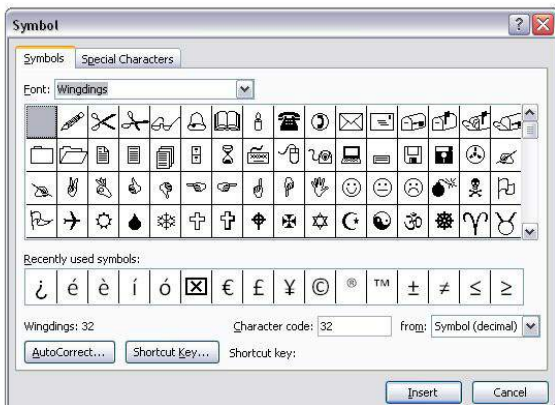 Symbol
Symbols Special Characters
Font: Wingdings
Recently used symbols:
¿ é è í ó € £ ¥ © ® ™ ± ≠ ≤ ≥
Wingdings: 32 Character code: 32 from: Symbol (decimal)
AutoCorrect... Shortcut Key... Shortcut key:
Insert Cancel